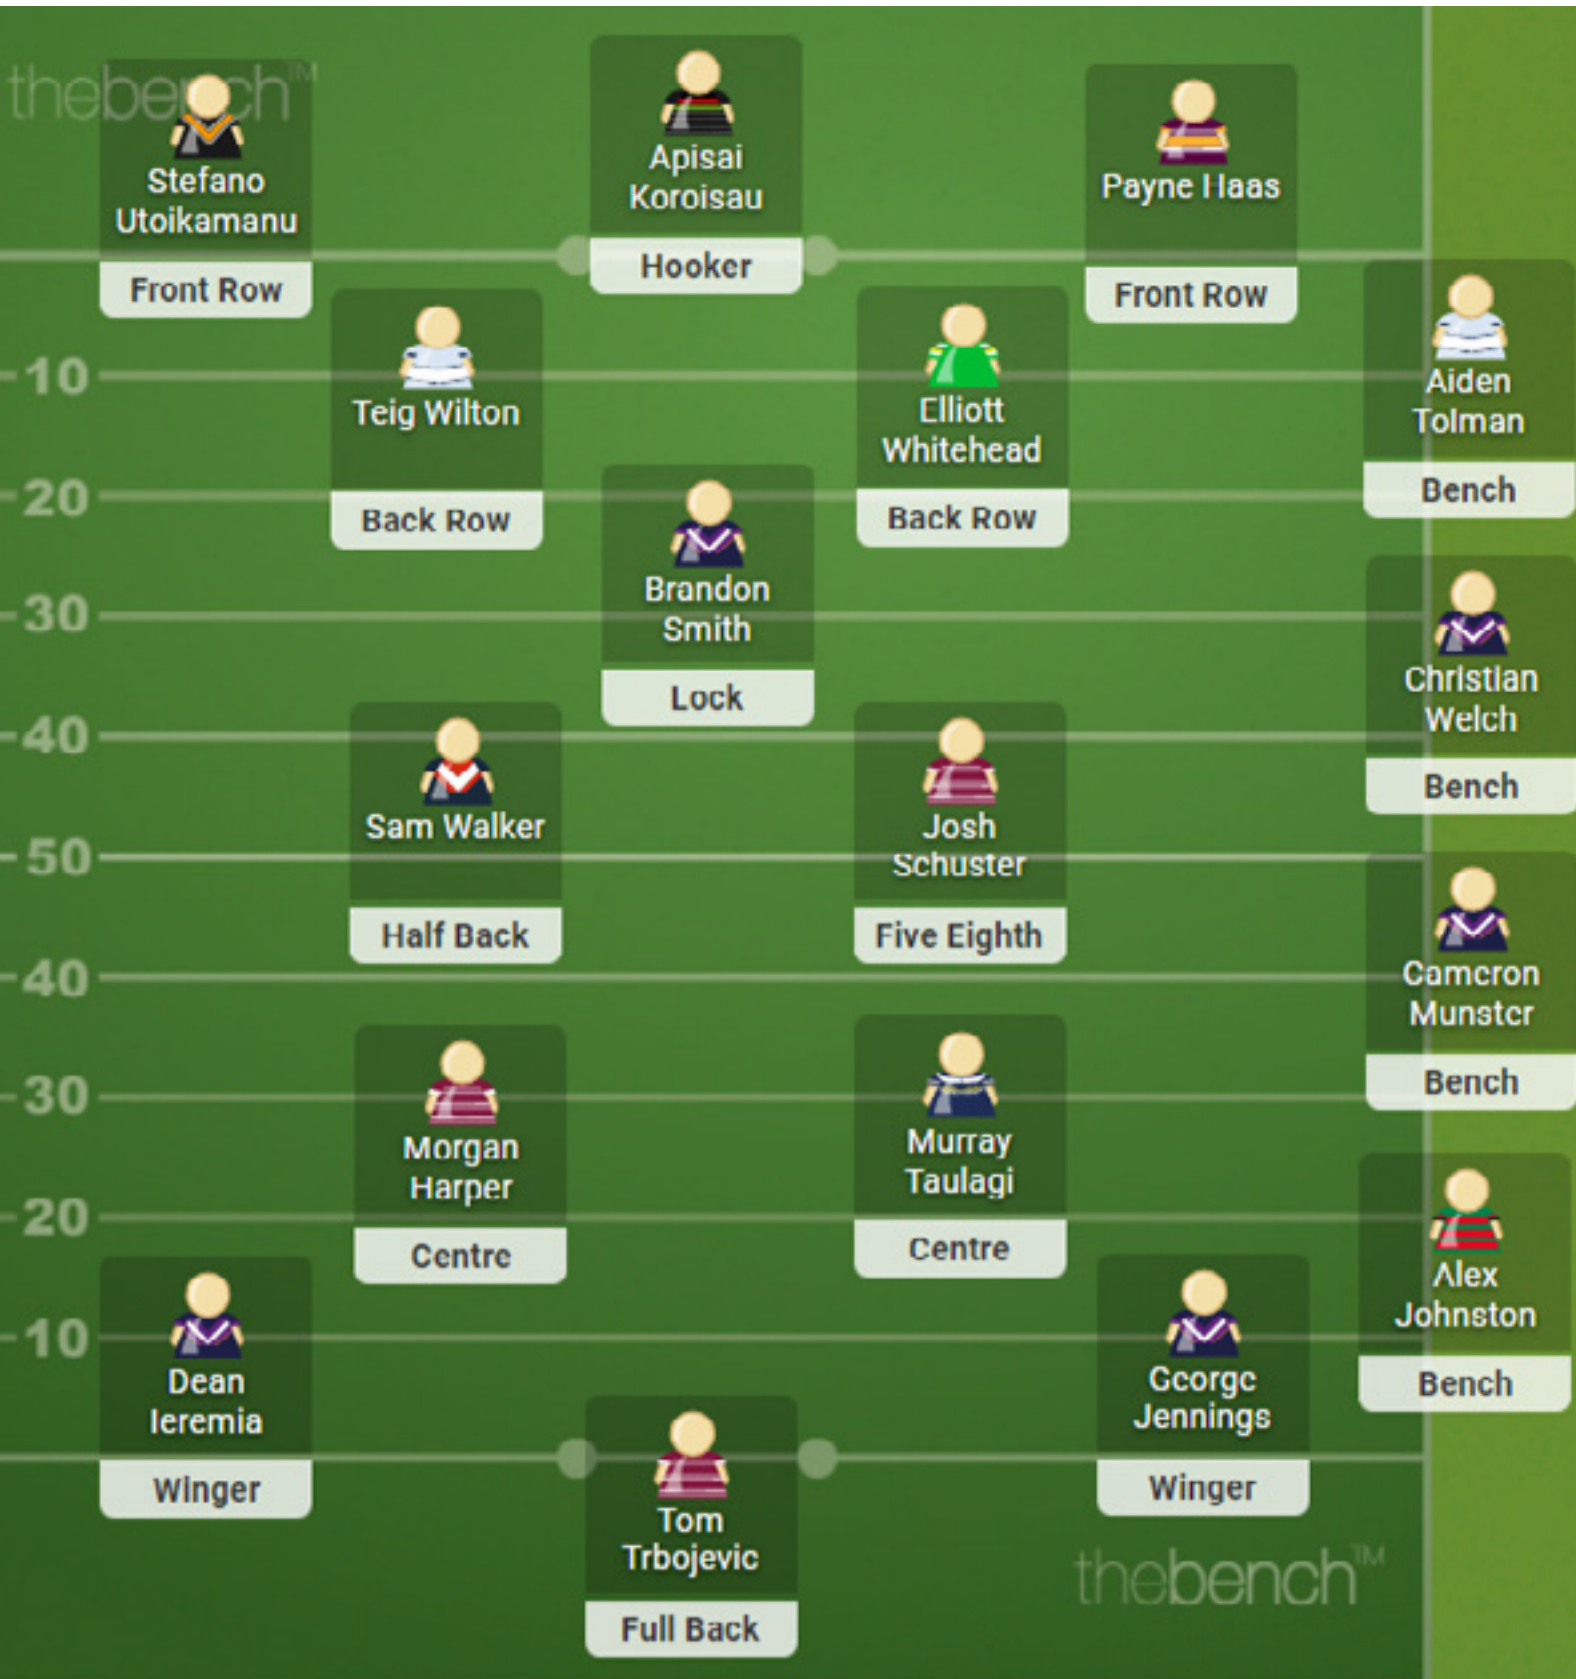 thebench™
Stefano
Utoikamanu
Front Row
Apisai
Koroisau
Hooker
Payne Haas
Front Row
10
Teig Wilton
Back Row
Elliott
Whitehead
Back Row
Aiden
Tolman
Bench
20
Brandon
Smith
Lock
30
Christian
Welch
Bench
40
Sam Walker
Half Back
Josh
Schuster
Five Eighth
50
Cameron
Munster
Bench
40
Morgan
Harper
Centre
Murray
Taulagi
Centre
30
20
Alex
Johnston
Bench
10
Dean
Ieremia
Winger
George
Jennings
Winger
Tom
Trbojevic
Full Back
thebench™